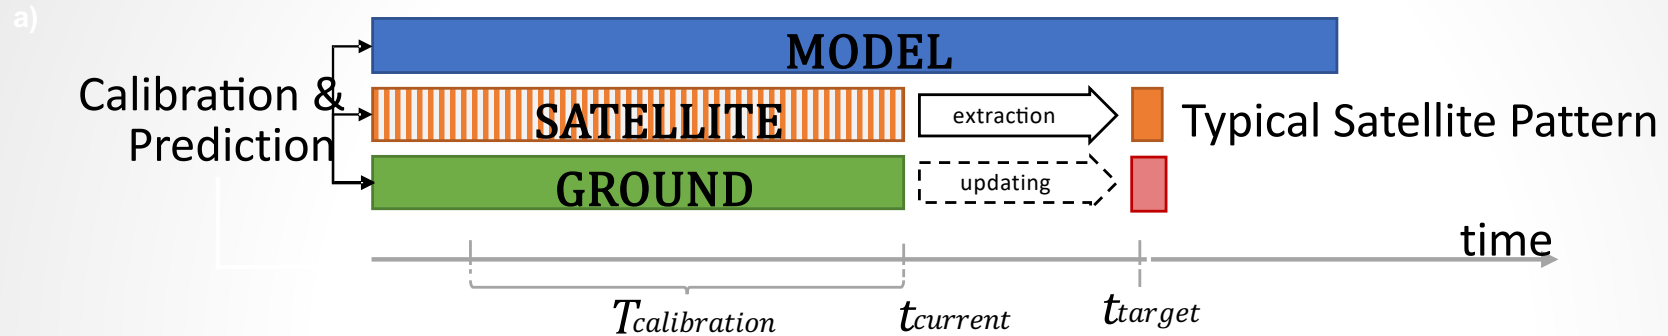 a)
MODEL
Calibration &
Prediction
SATELLITE
extraction
Typical Satellite Pattern
GROUND
updating
time
Tcalibration
tcurrent
ttarget